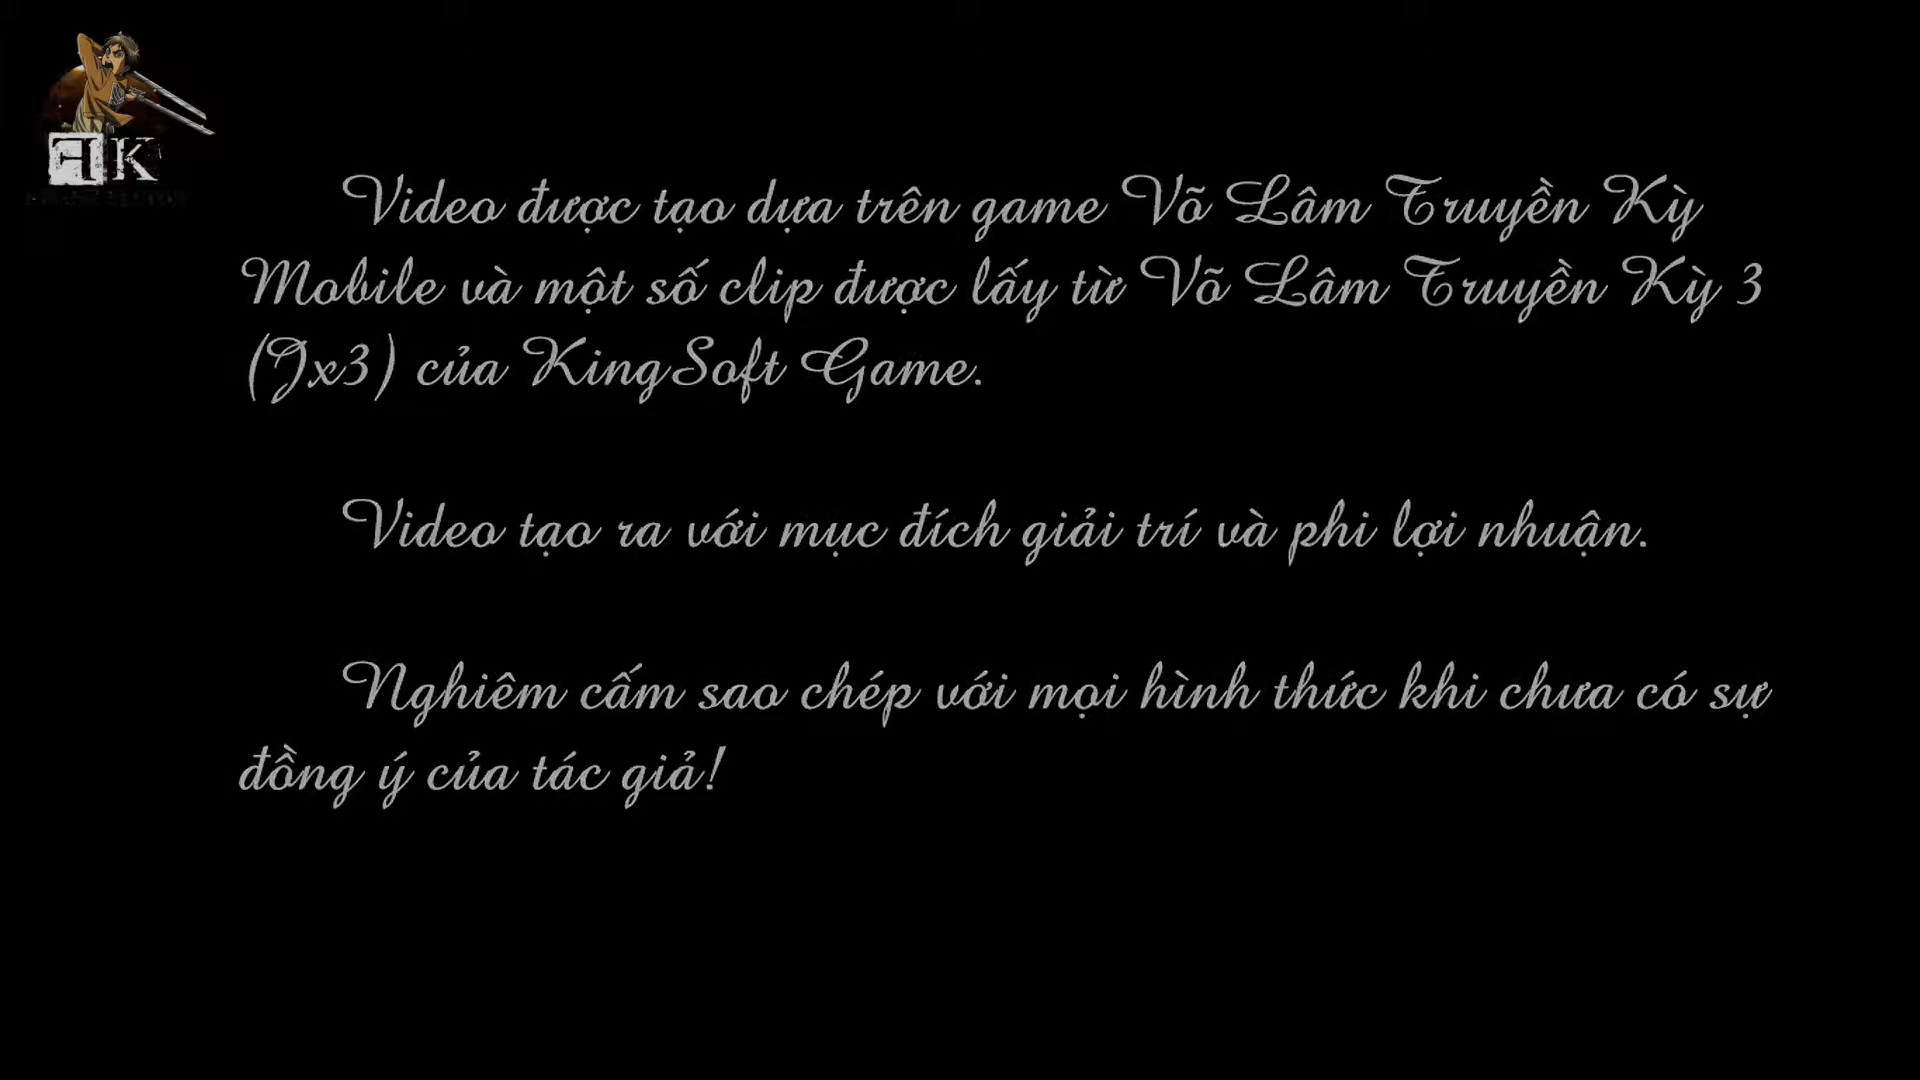 HK
Video được tạo dựa trên game Võ Lâm Truyền Kỳ
Mobile và một số clip được lấy từ Võ Lâm Truyền Kỳ 3
(Jx3) của KingSoft Game.
Video tạo ra với mục đích giải trí và phi lợi nhuận.
Nghiêm cấm sao chép với mọi hình thức khi chưa có sự
đồng ý của tác giả!